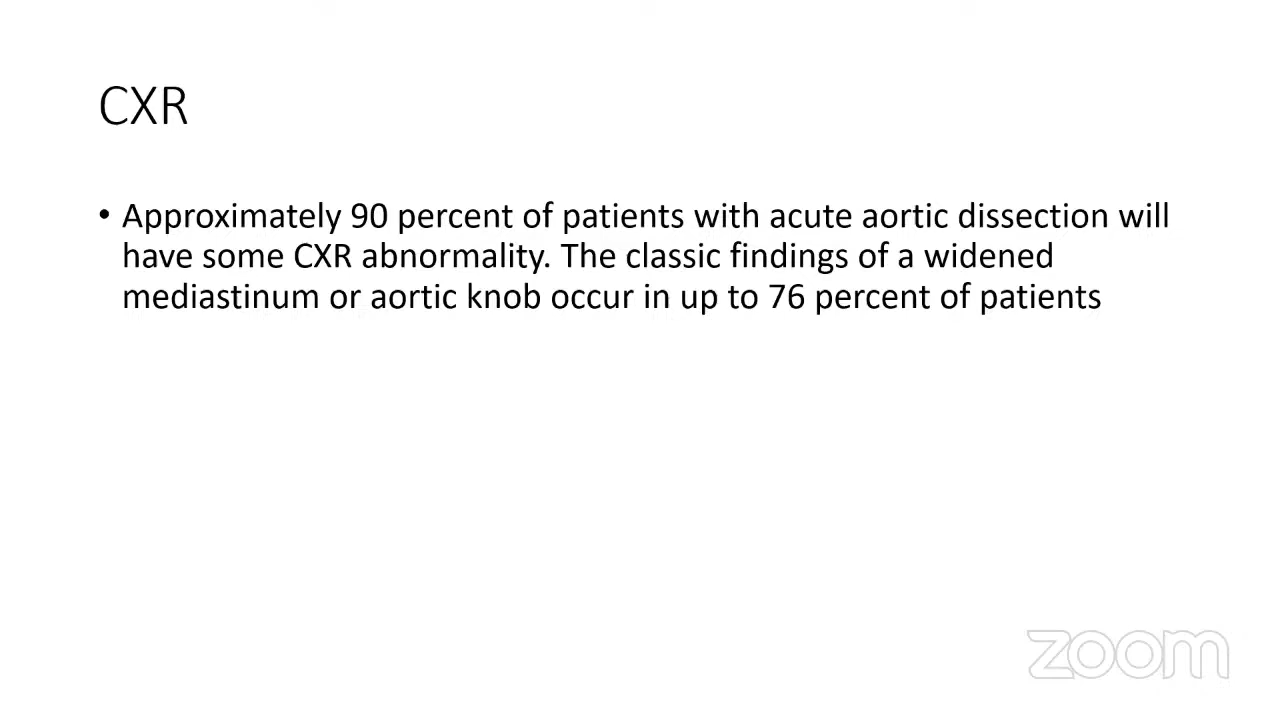 CXR
• Approximately 90 percent of patients with acute aortic dissection will
have some CXR abnormality. The classic findings of a widened
mediastinum or aortic knob occur in up to 76 percent of patients
zoom